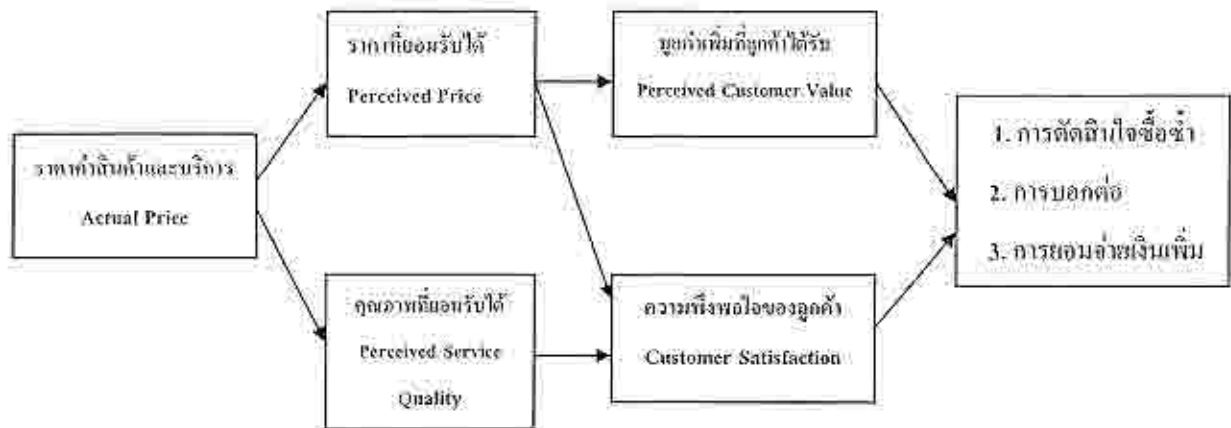 ราคาที่ยอมรับได้
Perceived Price
มูลค่าเพิ่มที่ลูกค้าได้รับ
Perceived Customer Value
ราคาค่าสินค้าและบริการ
Actual Price
1. การตัดสินใจซื้อซ้ำ
2. การบอกต่อ
3. การยอมจ่ายเงินเพิ่ม
คุณภาพที่ยอมรับได้
Perceived Service
Quality
ความพึงพอใจของลูกค้า
Customer Satisfaction